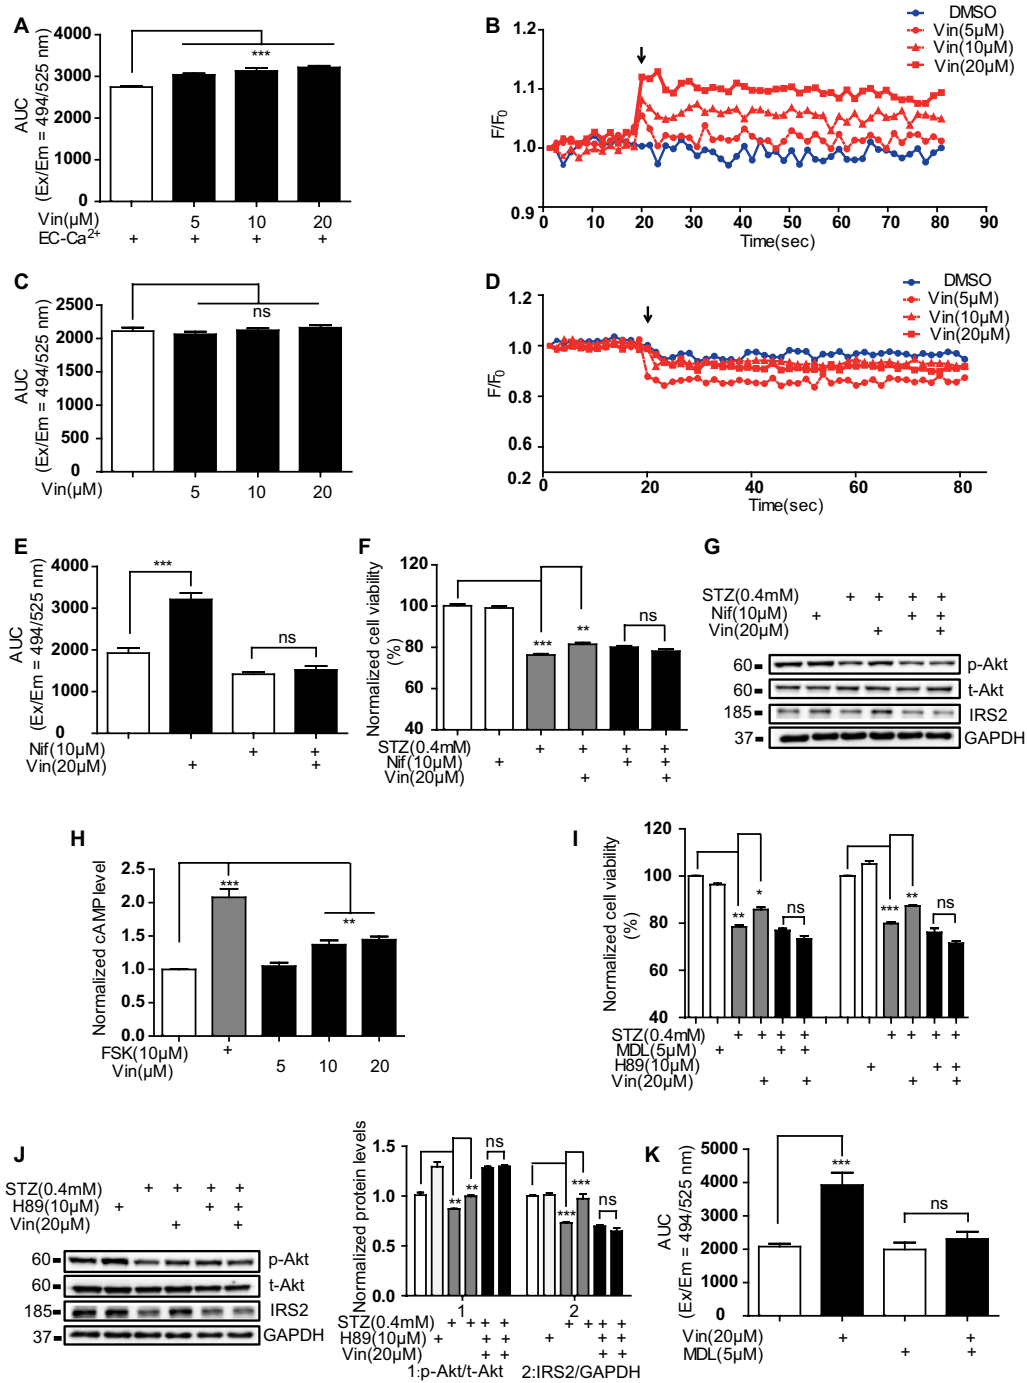 A
AUC
(Ex/Em = 494/525 nm)
4000
3000
2000
1000
0
***
Vin(μM) 5 10 20
EC-Ca2+ + + + +
B
F/F0
1.2
1.1
1.0
0.9
0 10 20 30 40 50 60 70 80 90
Time(sec)
DMSO
Vin(5μM)
Vin(10μM)
Vin(20μM)
C
AUC
(Ex/Em = 494/525 nm)
2500
2000
1500
1000
500
0
ns
Vin(μM) 5 10 20
D
F/F0
1.2
1.0
0.8
0.6
0.2
0 20 40 60 80
Time(sec)
DMSO
Vin(5μM)
Vin(10μM)
Vin(20μM)
E
AUC
(Ex/Em = 494/525 nm)
4000
3000
2000
1000
0
***
ns
Nif(10μM) + +
Vin(20μM) + +
F
Normalized cell viability
(%)
120
100
80
60
40
***
**
ns
STZ(0.4mM) + + + +
Nif(10μM) + + +
Vin(20μM) + +
G
STZ(0.4mM) + + + +
Nif(10μM) + + +
Vin(20μM) + +
60 p-Akt
60 t-Akt
185 IRS2
37 GAPDH
H
Normalized cAMP level
2.5
2.0
1.5
1.0
0.5
0.0
***
**
FSK(10μM) +
Vin(μM) 5 10 20
I
Normalized cell viability
(%)
120
100
80
60
40
** * ns *** ** ns
STZ(0.4mM) + + + + + + + +
MDL(5μM) + + +
H89(10μM) + + +
Vin(20μM) + + + +
J
STZ(0.4mM) + + + +
H89(10μM) + + +
Vin(20μM) + +
60 p-Akt
60 t-Akt
185 IRS2
37 GAPDH
Normalized protein levels
1.5
1.0
0.5
0.0
** ** ns *** *** ns
1 2
STZ(0.4mM) + + + + + + + +
H89(10μM) + + + + + +
Vin(20μM) + + + +
1:p-Akt/t-Akt 2:IRS2/GAPDH
K
AUC
(Ex/Em = 494/525 nm)
5000
4000
3000
2000
1000
0
***
ns
Vin(20μM) + +
MDL(5μM) + +